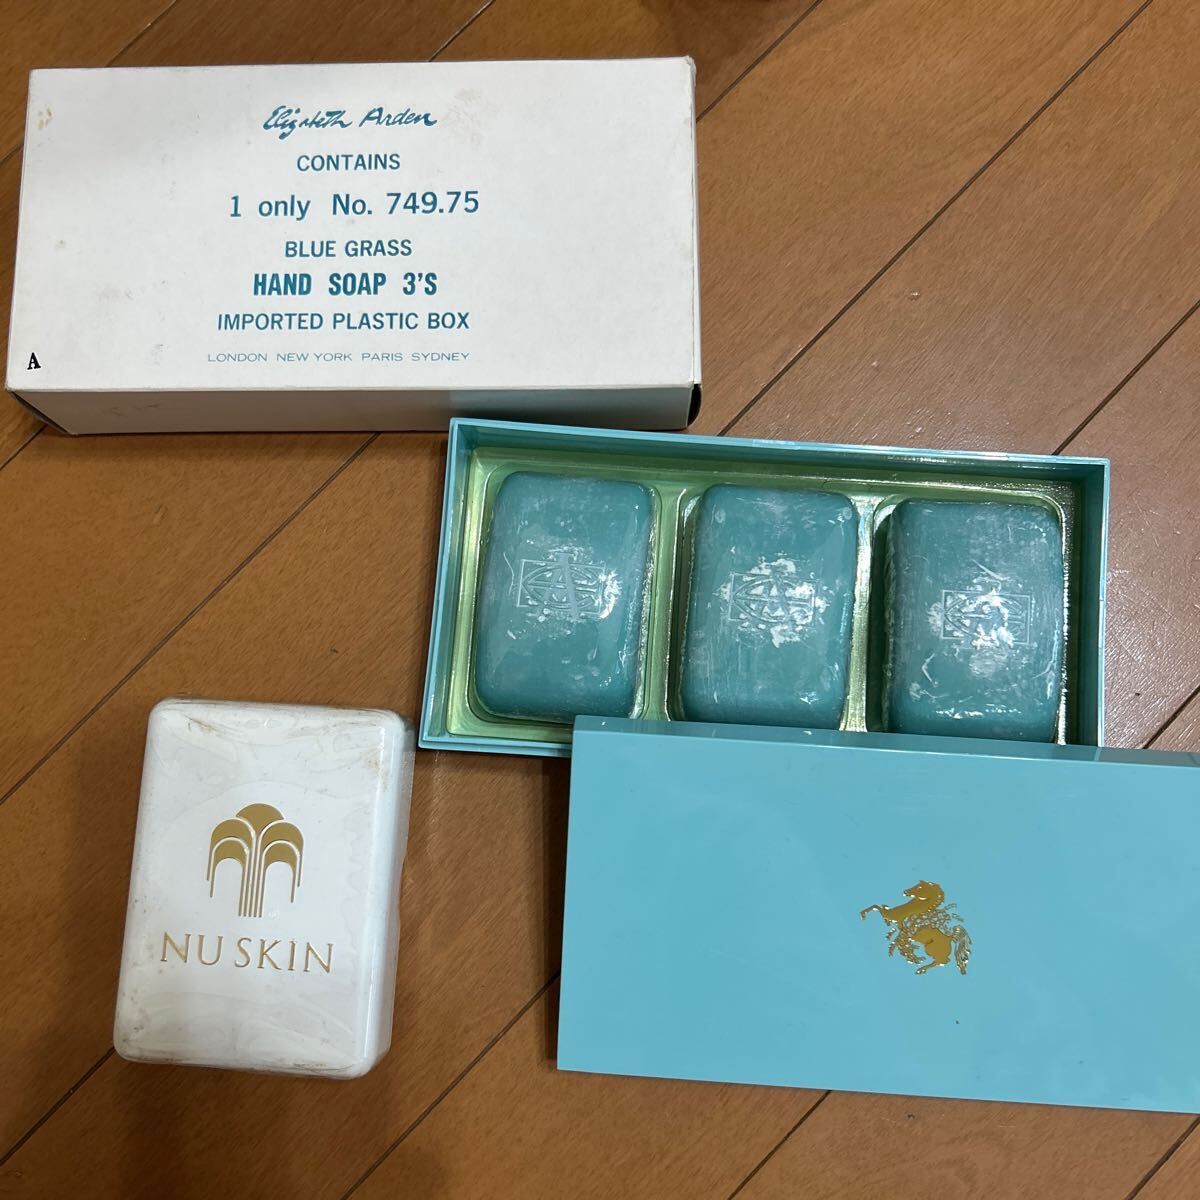 Elizabeth Arden
CONTAINS
1 only No. 749.75
BLUE GRASS
HAND SOAP 3'S
IMPORTED PLASTIC BOX
LONDON NEW YORK PARIS SYDNEY
A
NU SKIN